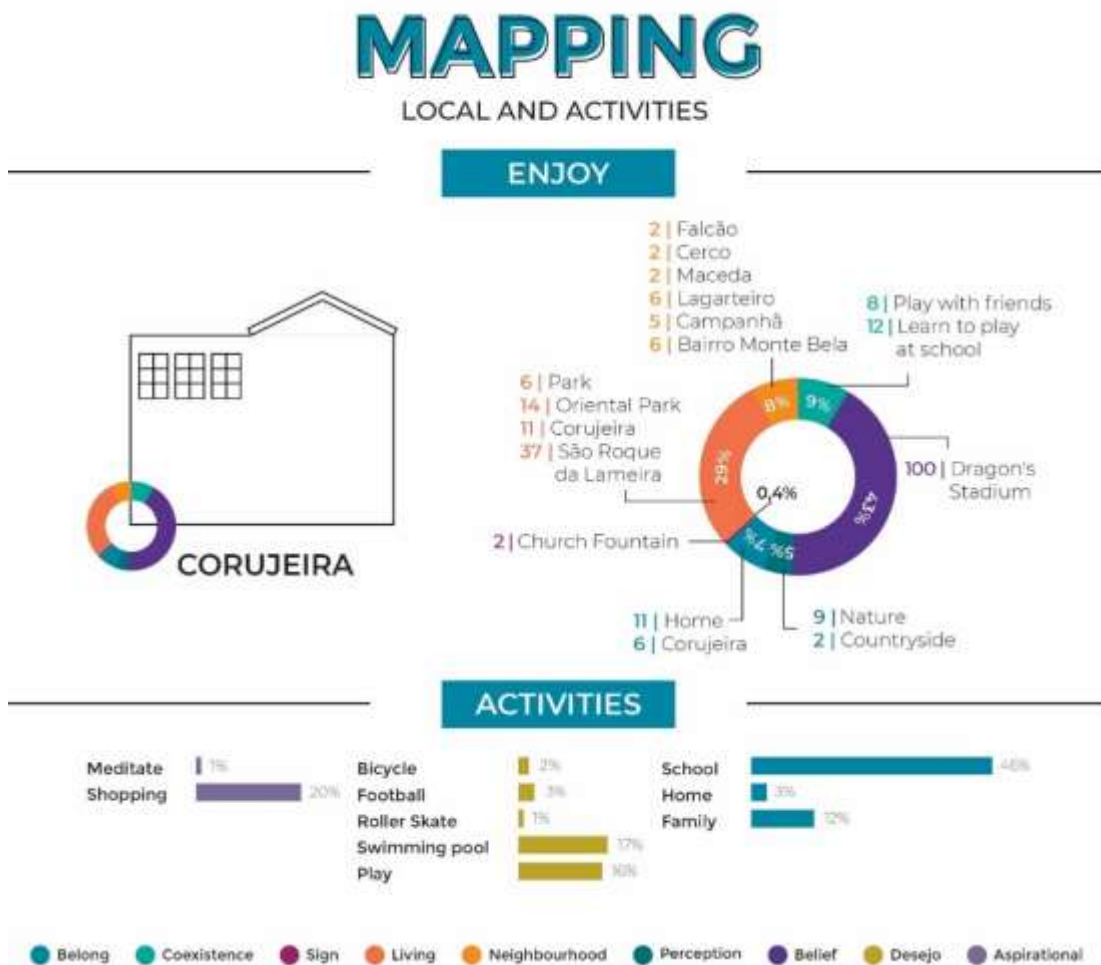 MAPPING
LOCAL AND ACTIVITIES
ENJOY
2 | Falcão
2 | Cerco
2 | Maceda
6 | Lagarteiro
5 | Campanhã
6 | Bairro Monte Bela
8 | Play with friends
12 | Learn to play
at school
6 | Park
14 | Oriental Park
11 | Corujeira
37 | São Roque
da Lameira
8%
9%
29%
0,4%
43%
100 | Dragon's
Stadium
2 | Church Fountain
7%
5%
CORUJEIRA
11 | Home
6 | Corujeira
9 | Nature
2 | Countryside
ACTIVITIES
Meditate 1%
Shopping 20%
Bicycle 2%
Football 3%
Roller Skate 1%
Swimming pool 17%
Play 16%
School 46%
Home 3%
Family 12%
Belong Coexistence Sign Living Neighbourhood Perception Belief Desejo Aspirational